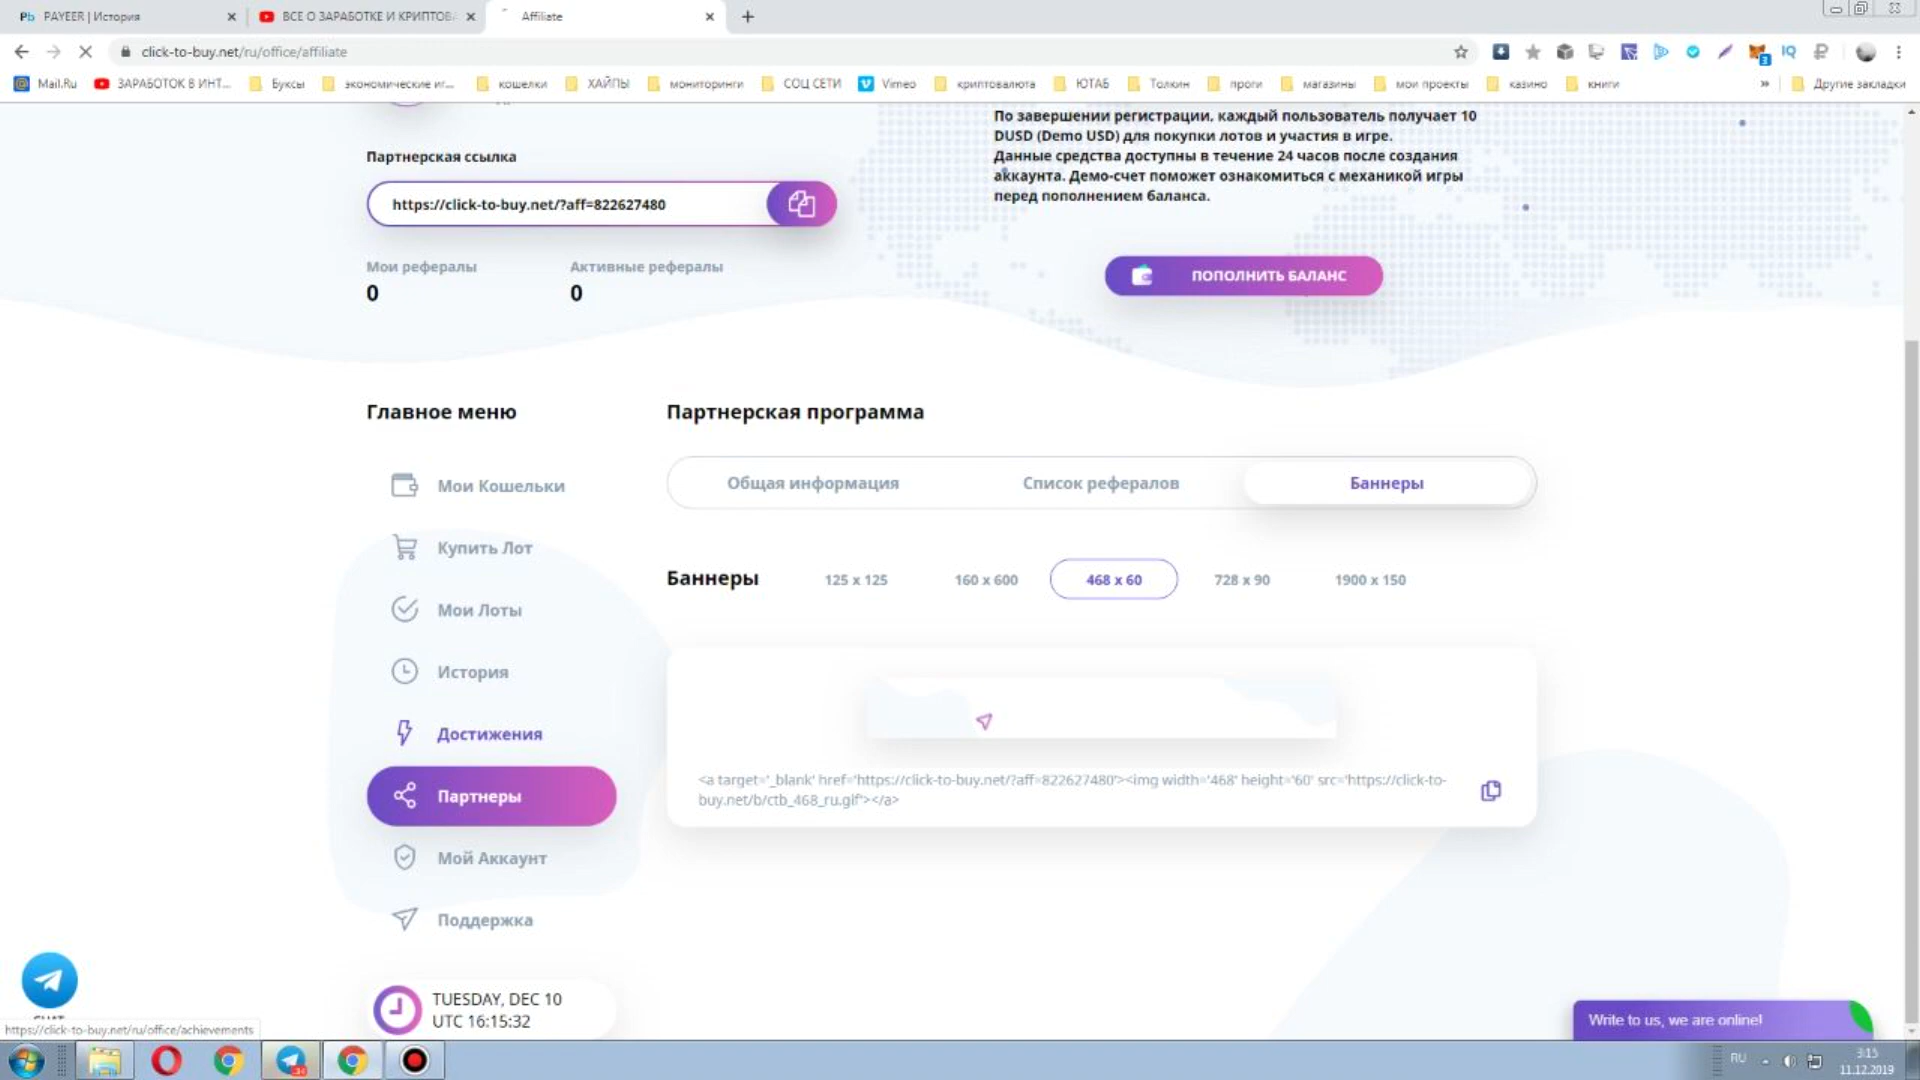 PAYEER | История
ВСЕ О ЗАРАБОТКЕ И КРИПТОВ
Affiliate
click-to-buy.net/ru/office/affiliate
Mail.Ru
ЗАРАБОТОК В ИНТ...
Буксы
экономические иг...
кошелки
ХАЙПЫ
мониторинги
СОЦ СЕТИ
Vimeo
криптовалюта
ЮТАБ
Толкин
проги
магазины
мои проекты
казино
книги
»
Другие закладки
По завершении регистрации, каждый пользователь получает 10
DUSD (Demo USD) для покупки лотов и участия в игре.
Данные средства доступны в течение 24 часов после создания
аккаунта. Демо-счет поможет ознакомиться с механикой игры
перед пополнением баланса.
Партнерская ссылка
https://click-to-buy.net/?aff=822627480
Мои рефералы
0
Активные рефералы
0
ПОПОЛНИТЬ БАЛАНС
Главное меню
Мои Кошельки
Купить Лот
Мои Лоты
История
Достижения
Партнеры
Мой Аккаунт
Поддержка
Партнерская программа
Общая информация
Список рефералов
Баннеры
Баннеры
125 x 125
160 x 600
468 x 60
728 x 90
1900 x 150
<a target='_blank' href='https://click-to-buy.net/?aff=822627480'><img width='468' height='60' src='https://click-to-
buy.net/b/ctb_468_ru.gif'></a>
TUESDAY, DEC 10
UTC 16:15:32
https://click-to-buy.net/ru/office/achievements
Write to us, we are online!
RU
3:15
11.12.2019